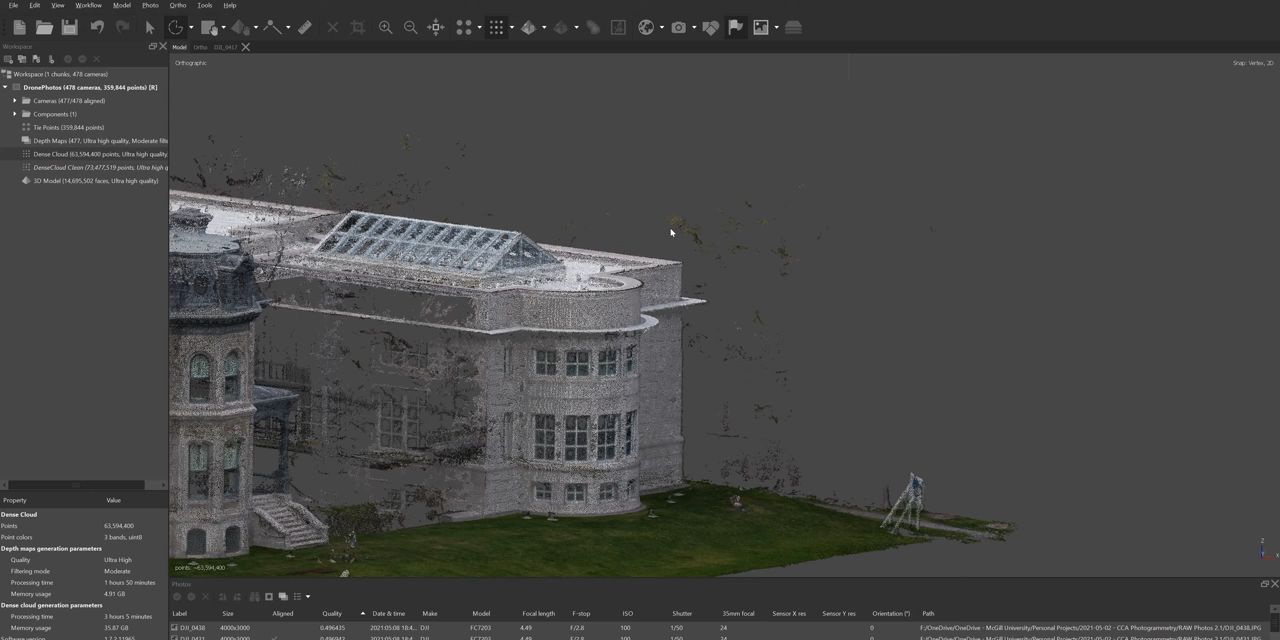 File Edit View Workflow Model Photo Ortho Tools Help
Workspace
Model Ortho DJI_0417
Orthographic
Snap: Vertex, 2D
Workspace (1 chunks, 478 cameras)
DronePhotos (478 cameras, 359,844 points) [R]
Cameras (477/478 aligned)
Components (1)
Tie Points (359,844 points)
Depth Maps (477, Ultra high quality, Moderate filt
Dense Cloud (63,594,400 points, Ultra high quality
DenseCloud Clean (73,477,519 points, Ultra high q
3D Model (14,695,502 faces, Ultra high quality)
Property Value
Dense Cloud
Points 63,594,400
Point colors 3 bands, uint8
Depth maps generation parameters
Quality Ultra High
Filtering mode Moderate
Processing time 1 hours 50 minutes
Memory usage 4.91 GB
Dense cloud generation parameters
Processing time 3 hours 5 minutes
Memory usage 35.87 GB
points: ~63,594,400
Z
X
Photos
Label Size Aligned Quality Date & time Make Model Focal length F-stop ISO Shutter 35mm focal Sensor X res Sensor Y res Orientation (°) Path
DJI_0438 4000x3000 0.496435 2021:05:08 18:4... DJI FC7203 4.49 F/2.8 100 1/50 24 0 F:/OneDrive/OneDrive - McGill University/Personal Projects/2021-05-02 - CCA Photogrammetry/RAW Photos 2.1/DJI_0438.JPG